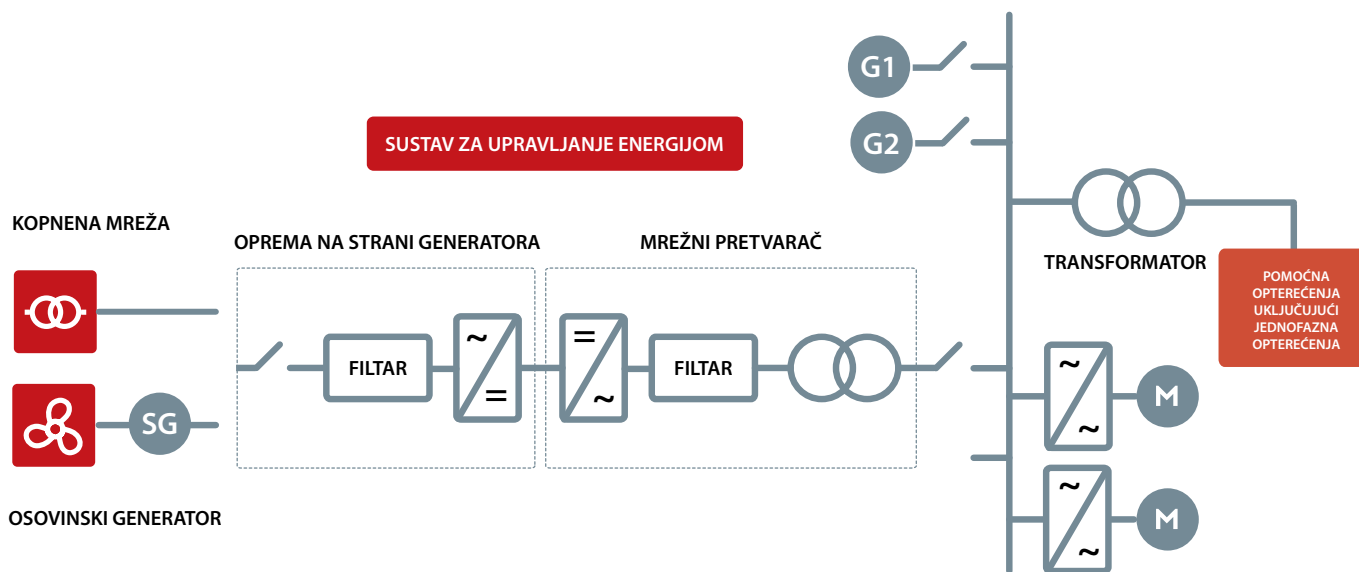 G1
SUSTAV ZA UPRAVLJANJE ENERGIJOM
G2
KOPNENA MREŽA
OPREMA NA STRANI GENERATORA
MREŽNI PRETVARAČ
TRANSFORMATOR
POMOĆNA
OPTEREĆENJA
UKLJUČUJUĆI
JEDNOFAZNA
OPTEREĆENJA
~
=
FILTAR
=
~
FILTAR
~
~
M
SG
OSOVINSKI GENERATOR
~
~
M